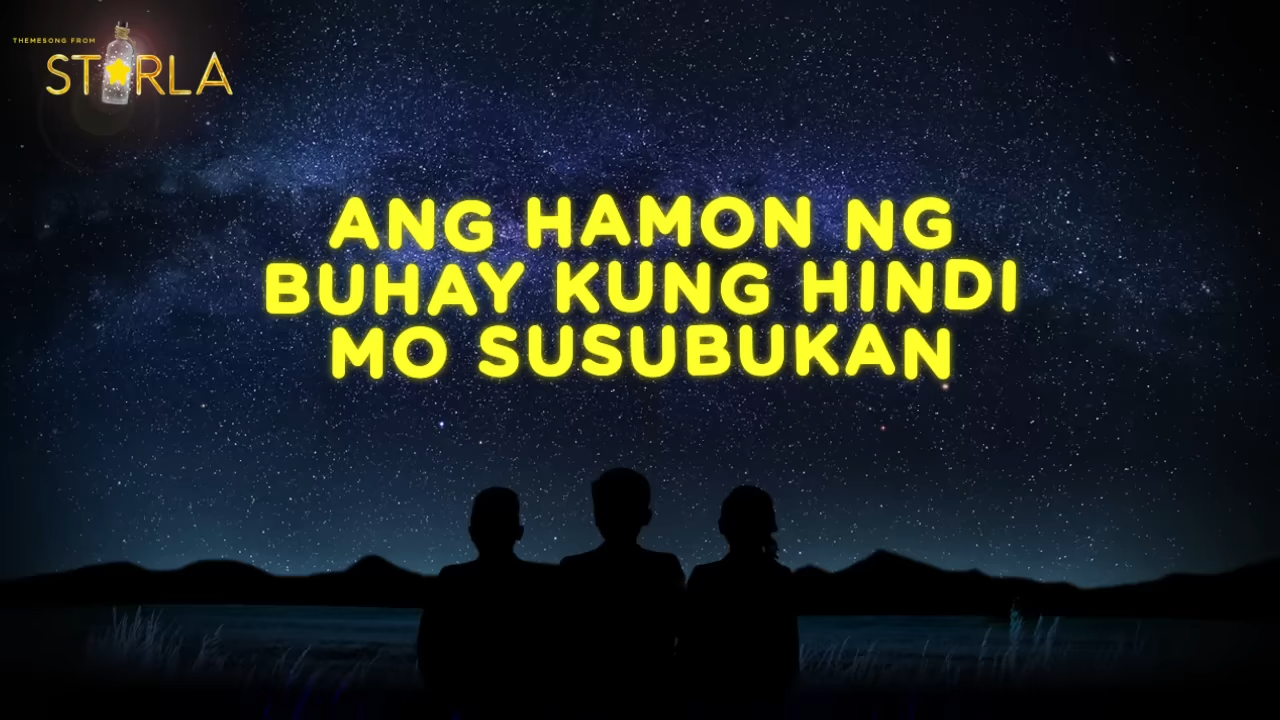 THEMESONG FROM
STARLA
ANG HAMON NG
BUHAY KUNG HINDI
MO SUSUBUKAN